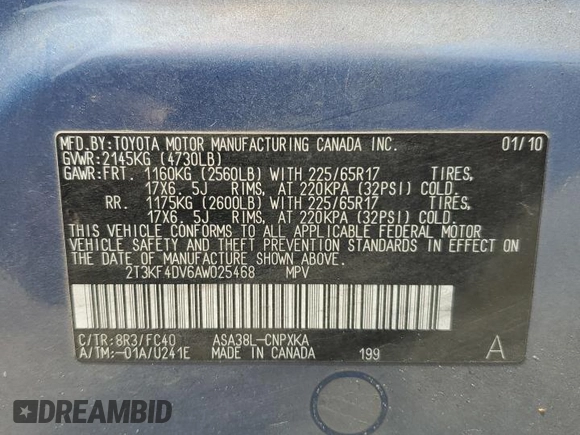 MFD.BY:TOYOTA MOTOR MANUFACTURING CANADA INC. 01/10
GVWR:2145KG (4730LB)
GAWR:FRT. 1160KG (2560LB) WITH 225/65R17 TIRES,
17X6.5J RIMS, AT 220KPA (32PSI) COLD.
RR. 1175KG (2600LB) WITH 225/65R17 TIRES,
17X6.5J RIMS, AT 220KPA (32PSI) COLD.
THIS VEHICLE CONFORMS TO ALL APPLICABLE FEDERAL MOTOR
VEHICLE SAFETY AND THEFT PREVENTION STANDARDS IN EFFECT
ON THE DATE OF MANUFACTURE SHOWN ABOVE.
2T3KF4DV6AW025468 MPV
C/TR:8R3/FC40 ASA38L-CNPXKA
A/TM:-01A/U241E MADE IN CANADA 199 A
DREAMBID